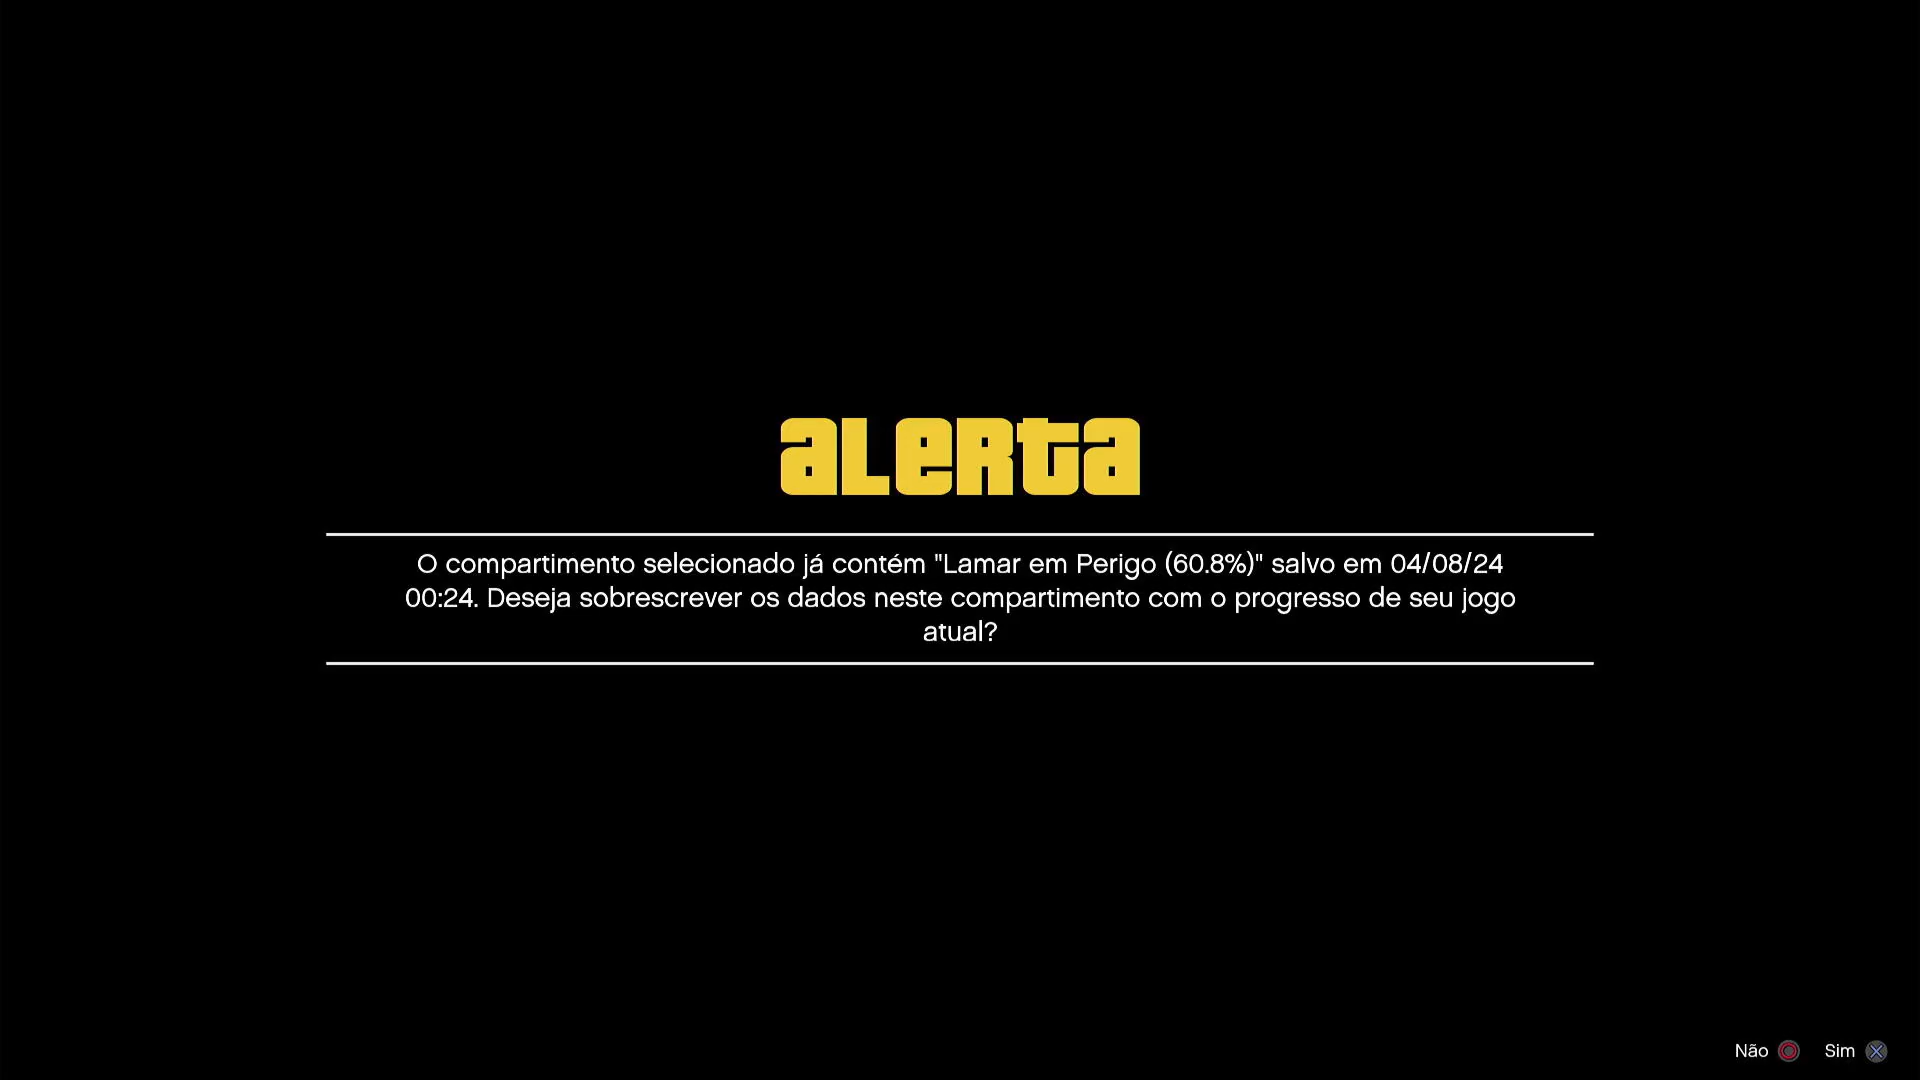 aLeRta
O compartimento selecionado já contém "Lamar em Perigo (60.8%)" salvo em 04/08/24
00:24. Deseja sobrescrever os dados neste compartimento com o progresso de seu jogo
atual?
Não Sim